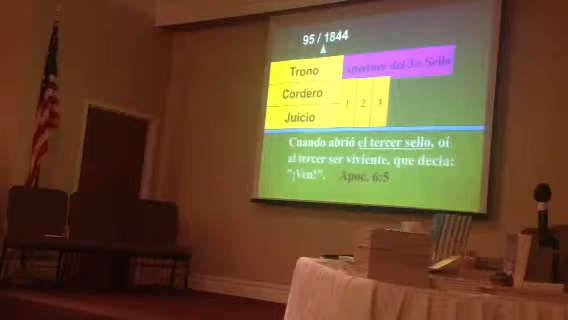 95 / 1844
Trono
Apertura del 3er Sello
Cordero
1 2 3
Juicio
Cuando abrió el tercer sello, oí
al tercer ser viviente, que decía:
"¡Ven!". Apoc. 6:5